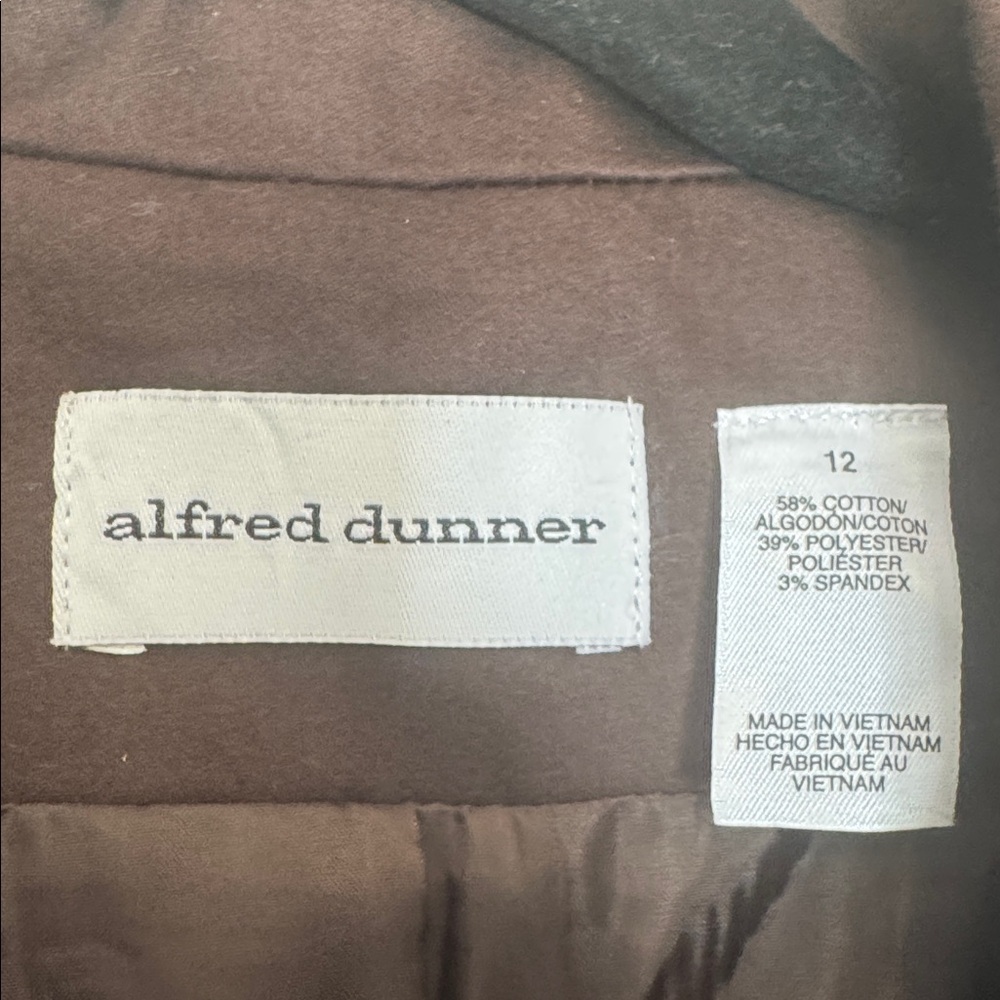 alfred dunner
12
58% COTTON/
ALGODÓN/COTON
39% POLYESTER/
POLIÉSTER
3% SPANDEX
MADE IN VIETNAM
HECHO EN VIETNAM
FABRIQUÉ AU
VIETNAM